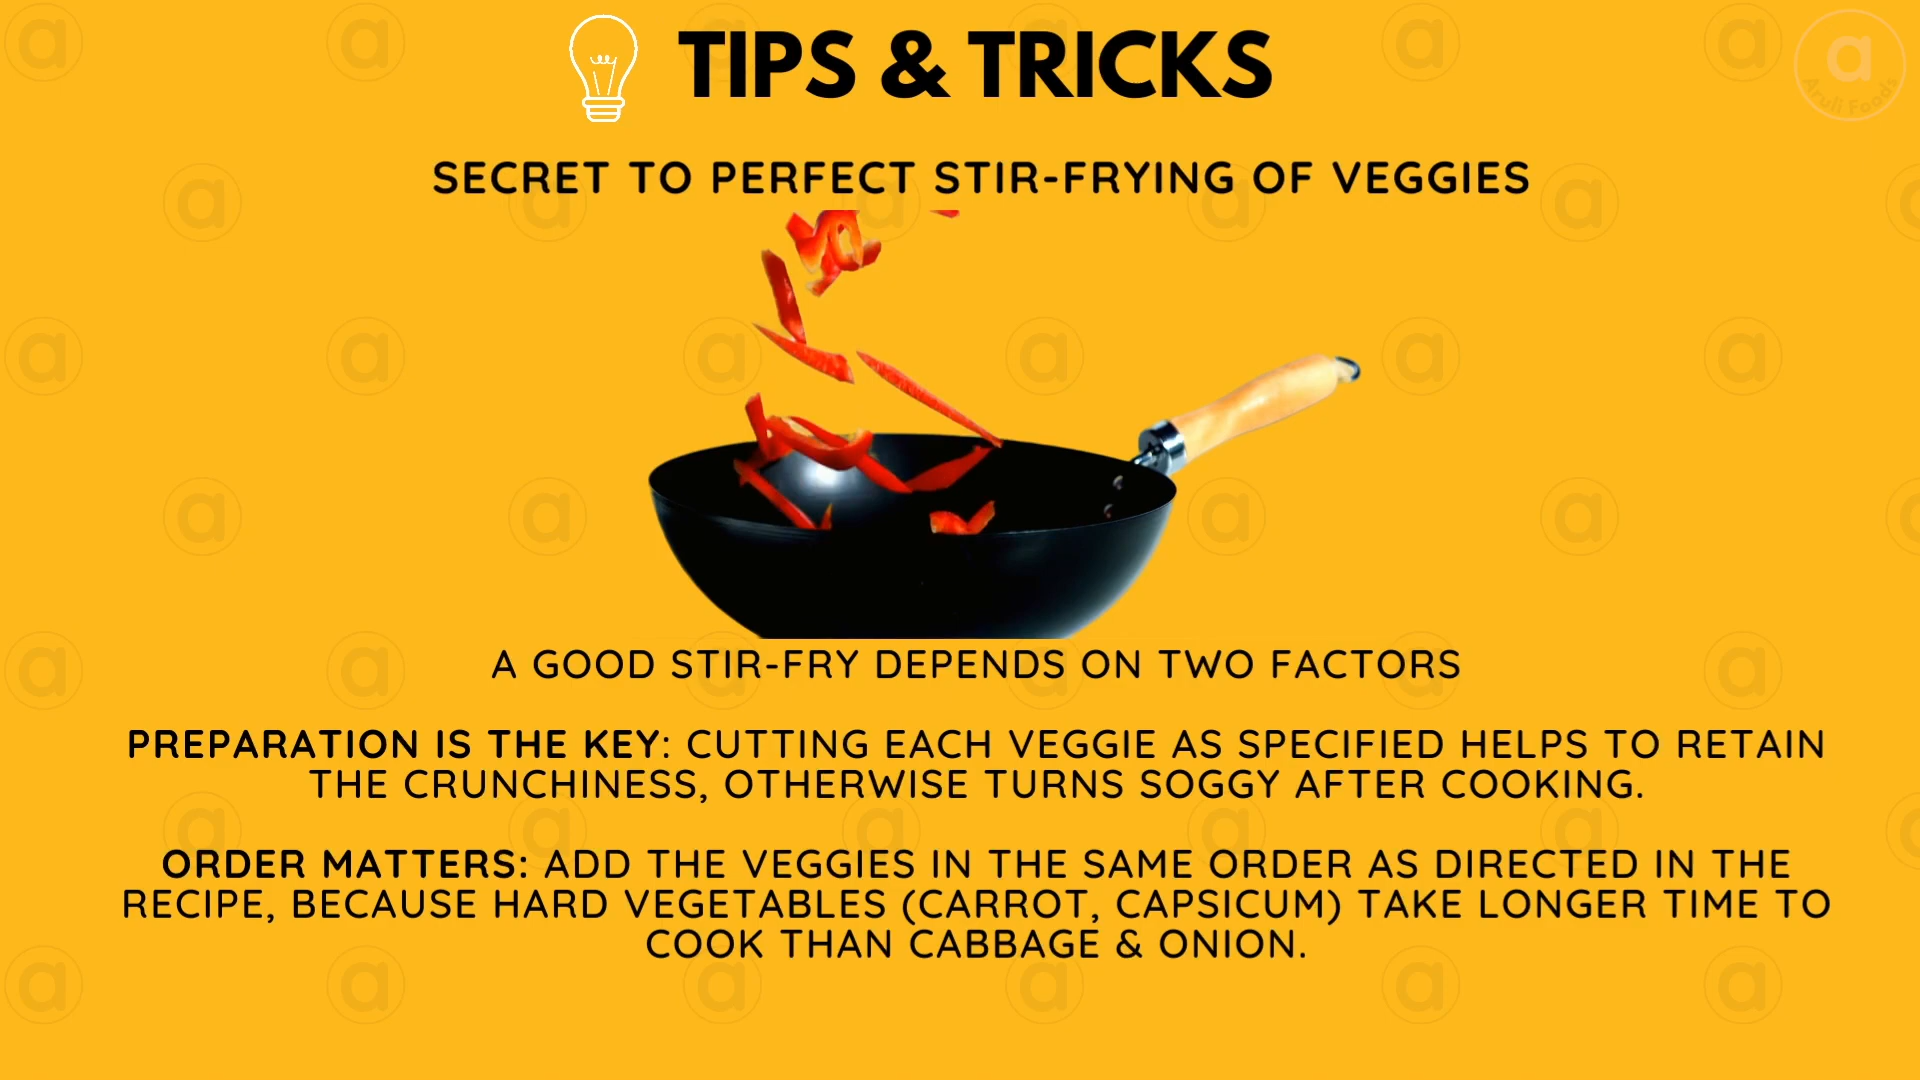 TIPS & TRICKS
a
Aruli Foods
SECRET TO PERFECT STIR-FRYING OF VEGGIES
A GOOD STIR-FRY DEPENDS ON TWO FACTORS
PREPARATION IS THE KEY: CUTTING EACH VEGGIE AS SPECIFIED HELPS TO RETAIN
THE CRUNCHINESS, OTHERWISE TURNS SOGGY AFTER COOKING.
ORDER MATTERS: ADD THE VEGGIES IN THE SAME ORDER AS DIRECTED IN THE
RECIPE, BECAUSE HARD VEGETABLES (CARROT, CAPSICUM) TAKE LONGER TIME TO
COOK THAN CABBAGE & ONION.